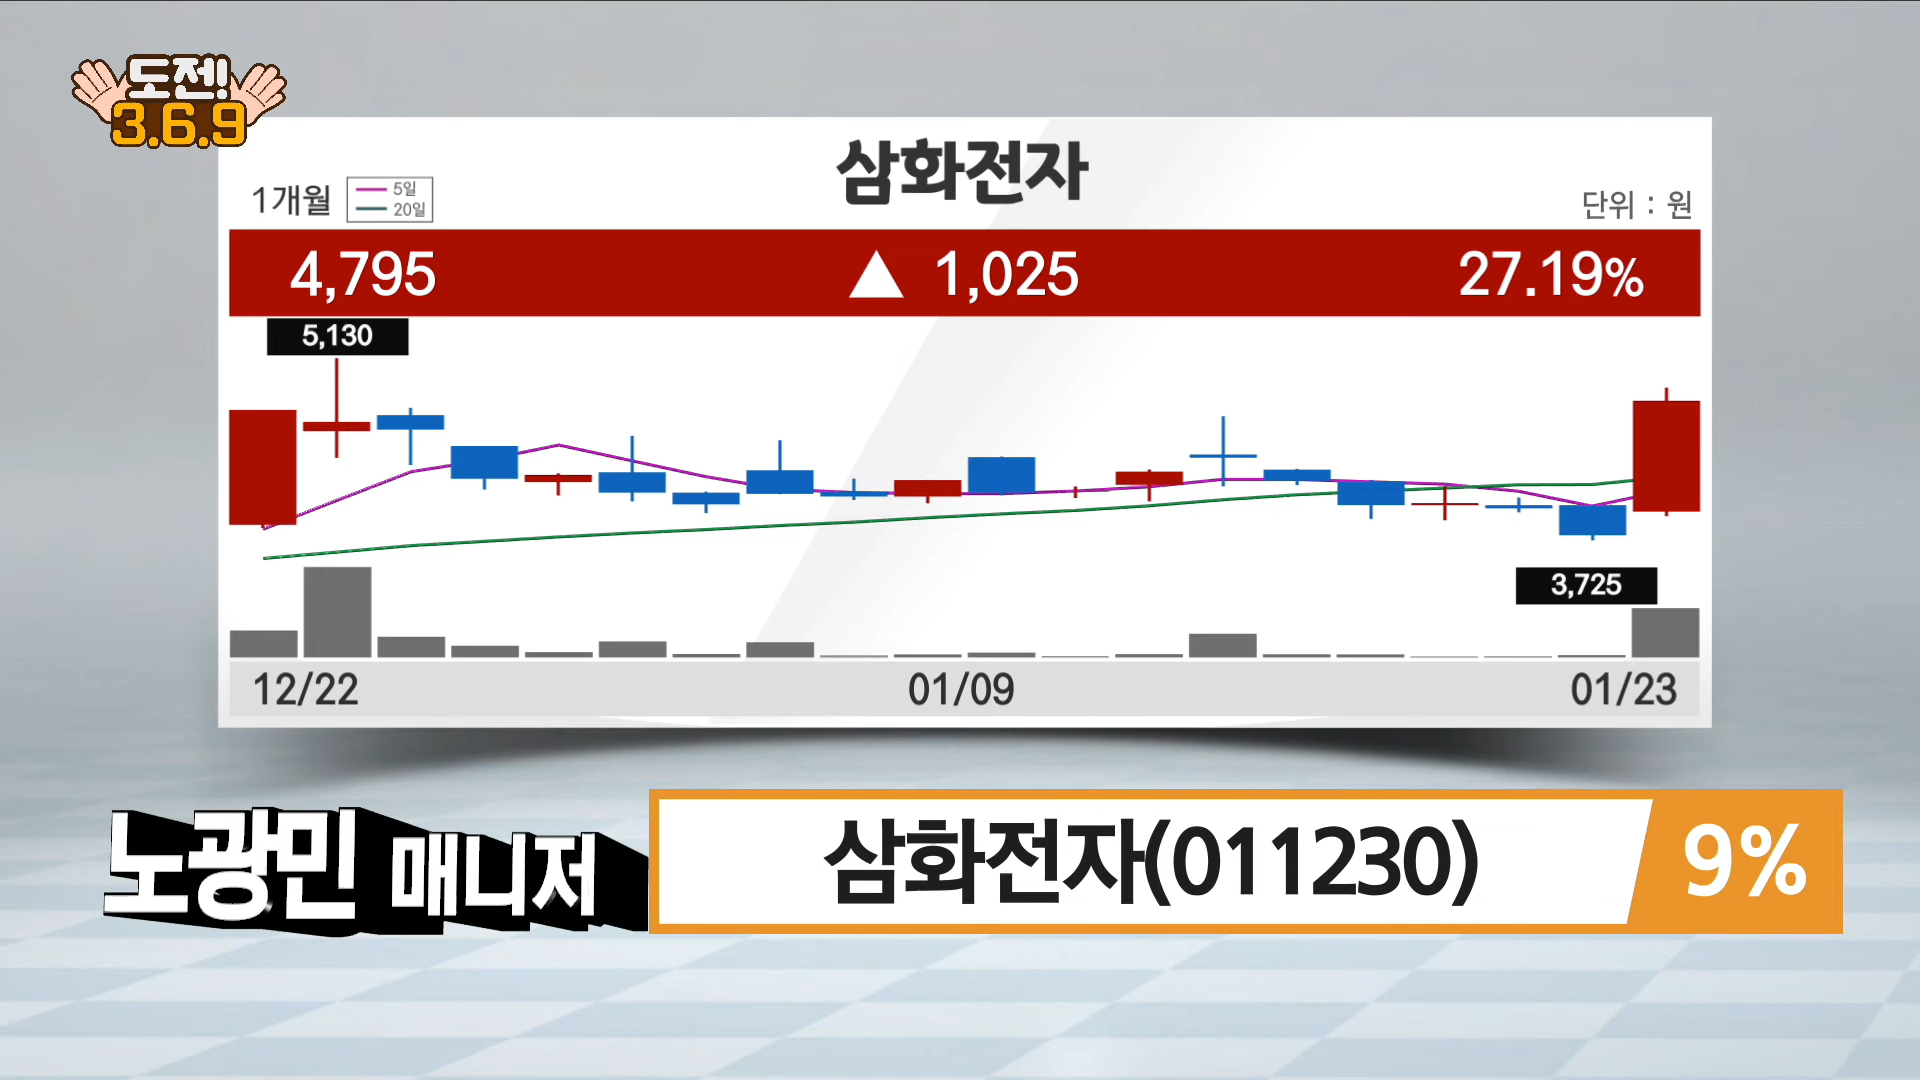 도젠!
3.6.9
삼화전자
1개월
5일
20일
단위 : 원
4,795 ▲ 1,025 27.19%
5,130
3,725
12/22 01/09 01/23
노광민 매니저
삼화전자(011230) 9%